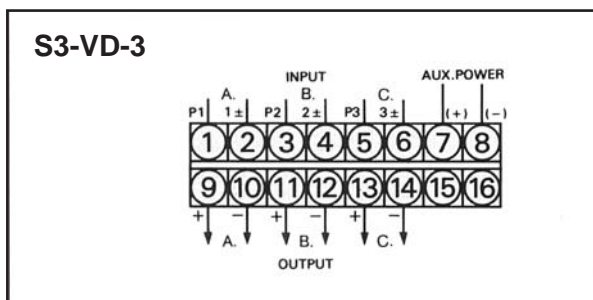 S3-VD-3
INPUT AUX.POWER
A. B. C.
P1 1± P2 2± P3 3± (+) (−)
1 2 3 4 5 6 7 8
9 10 11 12 13 14 15 16
+ − + − + −
A. B. C.
OUTPUT